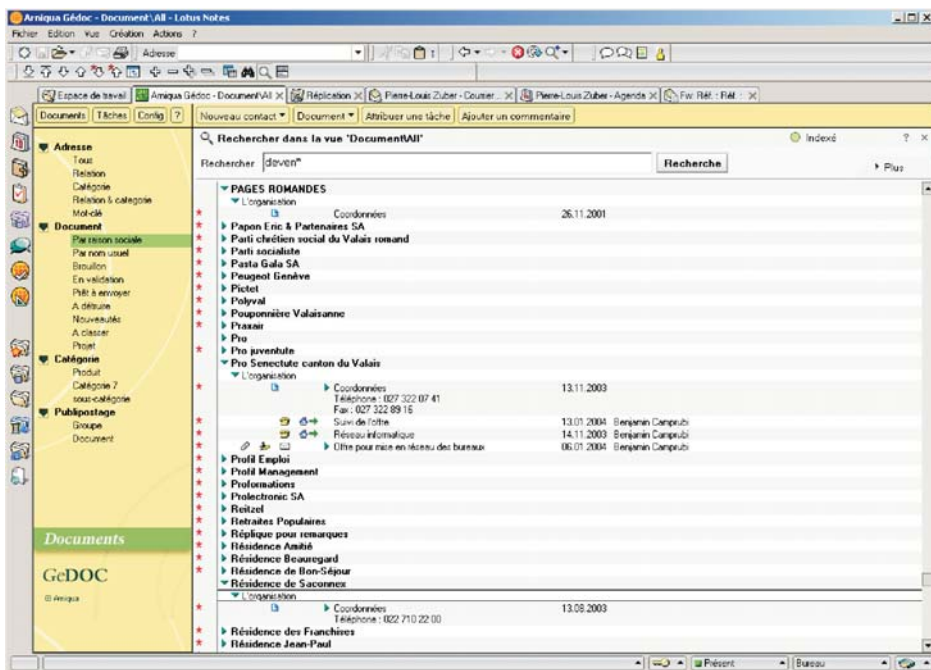 Arniqua Gédoc - Document\All - Lotus Notes
Fichier Edition Vue Création Actions ?
Adresse
Espace de travail Arniqua Gédoc - Document\All Réplication Pierre-Louis Zuber - Courrier... Pierre-Louis Zuber - Agenda Fw: Réf. : Rél. :
Documents Tâches Config ? Nouveau contact Document Attribuer une tâche Ajouter un commentaire
Rechercher dans la vue 'Document\All' Indexé ? ×
Rechercher deven* Recherche Plus
Adresse
Tous
Relation
Catégorie
Relation & categorie
Mot-clé
Document
Par raison sociale
Par nom usuel
Brouillon
En validation
Prêt à envoyer
A détruire
Nouveautés
A classer
Projet
Catégorie
Produit
Catégorie 7
sous-catégorie
Publipostage
Groupe
Document
Documents
GeDOC
© Arniqua
PAGES ROMANDES
L'organisation
Coordonnées 26.11.2001
Papon Eric & Partenaires SA
Parti chrétien social du Valais romand
Parti socialiste
Pasta Gala SA
Peugeot Genève
Pictet
Polyval
Pouponnière Valaisanne
Praxair
Pro
Pro juventute
Pro Senectute canton du Valais
L'organisation
Coordonnées 13.11.2003
Téléphone : 027 322 07 41
Fax : 027 322 89 16
Suivi de l'offre 13.01.2004 Benjamin Camprubi
Réseau informatique 14.11.2003 Benjamin Camprubi
Offre pour mise en réseau des bureaux 06.01.2004 Benjamin Camprubi
Profil Emploi
Profil Management
Proformations
Prolectronic SA
Reitzel
Retraites Populaires
Réplique pour remarques
Résidence Amitié
Résidence Beauregard
Résidence de Bon-Séjour
Résidence de Saconnex
L'organisation
Coordonnées 13.08.2003
Téléphone : 022 710 22 00
Résidence des Franchises
Résidence Jean-Paul
Présent Bureau